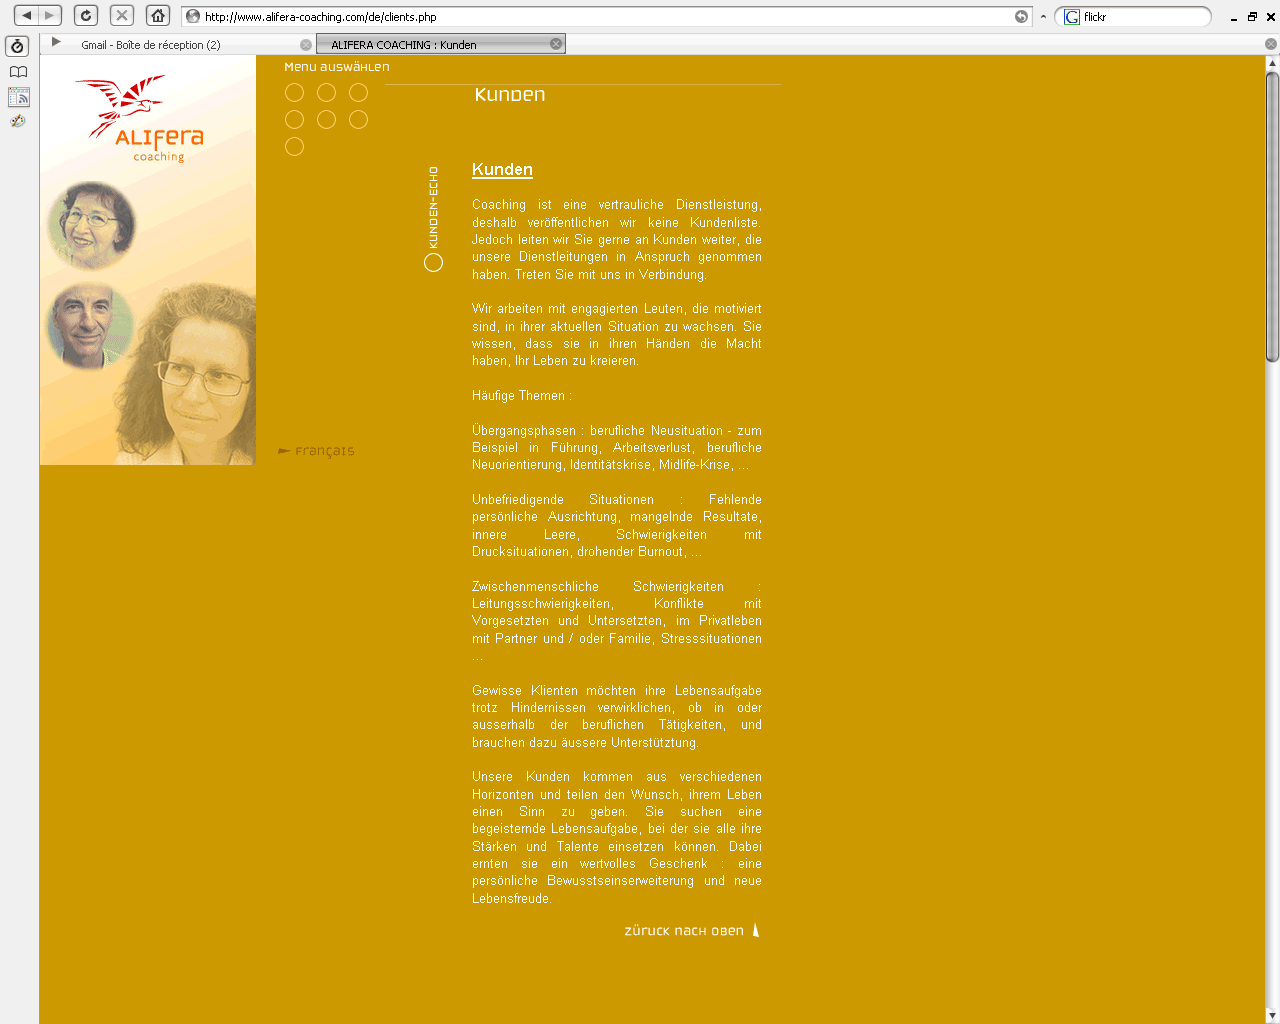 http://www.alifera-coaching.com/de/clients.php
flickr
Gmail - Boîte de réception (2)
ALIFERA COACHING : Kunden
ALIFERA
coaching
Menu auswählen
Kunden
KUNDEN-ECHO
Kunden
Coaching ist eine vertrauliche Dienstleistung,
deshalb veröffentlichen wir keine Kundenliste.
Jedoch leiten wir Sie gerne an Kunden weiter, die
unsere Dienstleitungen in Anspruch genommen
haben. Treten Sie mit uns in Verbindung.
Wir arbeiten mit engagierten Leuten, die motiviert
sind, in ihrer aktuellen Situation zu wachsen. Sie
wissen, dass sie in ihren Händen die Macht
haben, Ihr Leben zu kreieren.
Häufige Themen :
Übergangsphasen : berufliche Neusituation - zum
Beispiel in Führung, Arbeitsverlust, berufliche
Neuorientierung, Identitätskrise, Midlife-Krise, ...
Unbefriedigende Situationen : Fehlende
persönliche Ausrichtung, mangelnde Resultate,
innere Leere, Schwierigkeiten mit
Drucksituationen, drohender Burnout, ...
Zwischenmenschliche Schwierigkeiten :
Leitungsschwierigkeiten, Konflikte mit
Vorgesetzten und Untersetzten, im Privatleben
mit Partner und / oder Familie, Stresssituationen
...
Gewisse Klienten möchten ihre Lebensaufgabe
trotz Hindernissen verwirklichen, ob in oder
ausserhalb der beruflichen Tätigkeiten, und
brauchen dazu äussere Unterstütztung.
Unsere Kunden kommen aus verschiedenen
Horizonten und teilen den Wunsch, ihrem Leben
einen Sinn zu geben. Sie suchen eine
begeisternde Lebensaufgabe, bei der sie alle ihre
Stärken und Talente einsetzen können. Dabei
ernten sie ein wertvolles Geschenk : eine
persönliche Bewusstseinserweiterung und neue
Lebensfreude.
züruck nach oben
Français